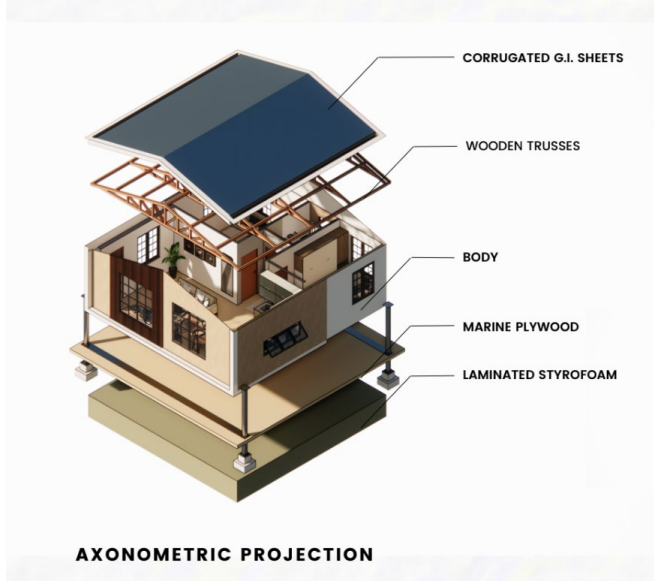 CORRUGATED G.I. SHEETS
WOODEN TRUSSES
BODY
MARINE PLYWOOD
LAMINATED STYROFOAM
AXONOMETRIC PROJECTION